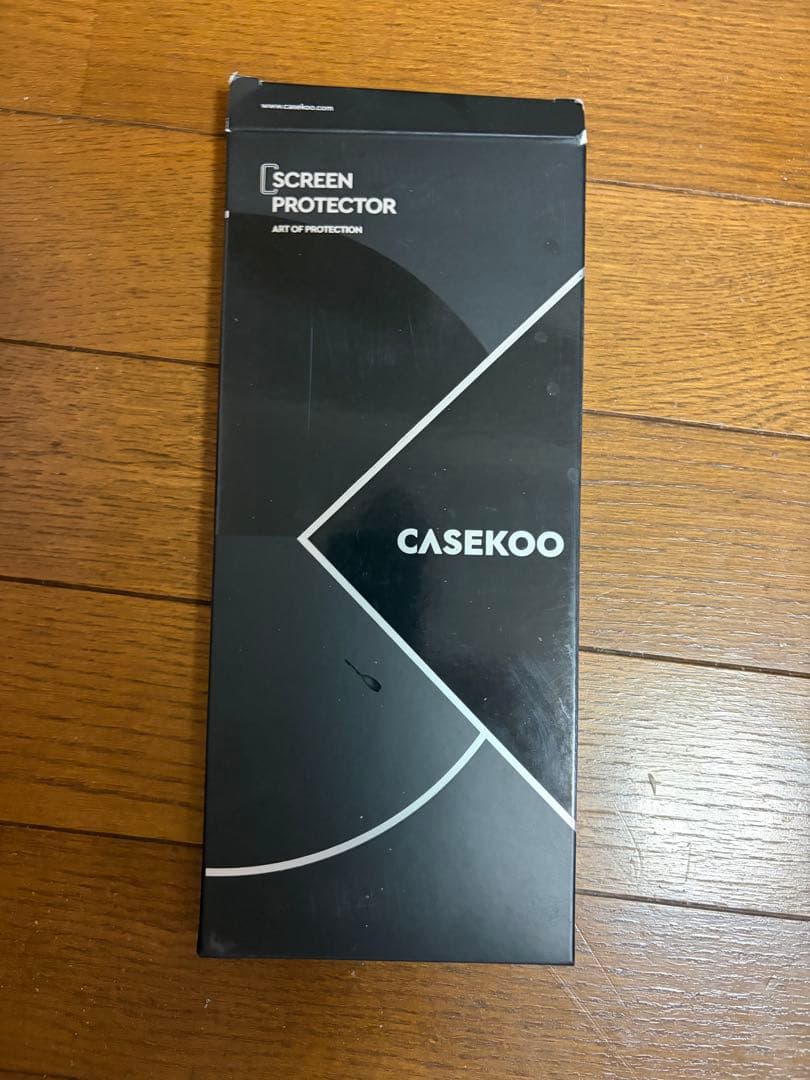 www.casekoo.com
SCREEN
PROTECTOR
ART OF PROTECTION
CASEKOO